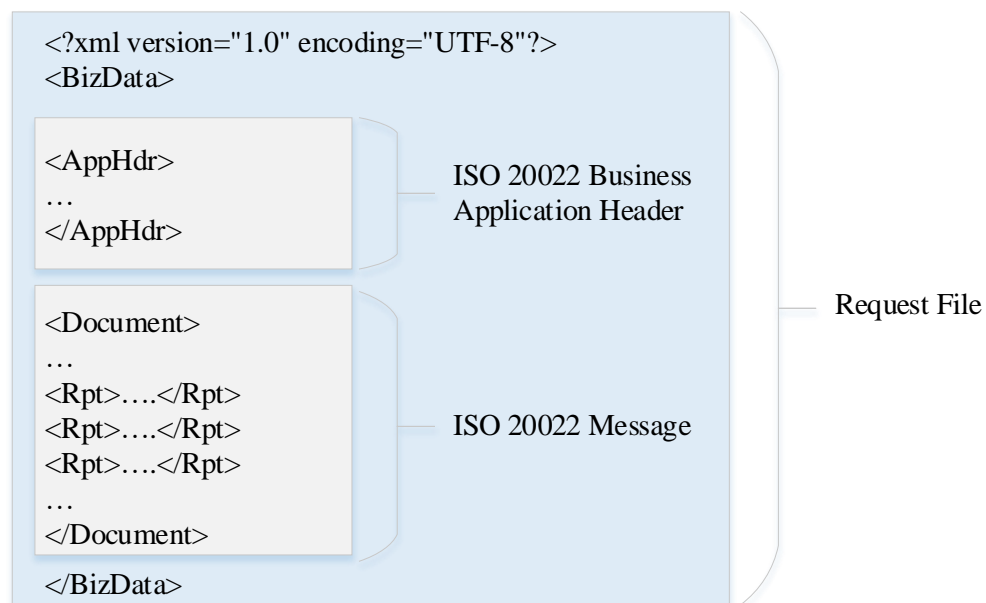 <?xml version="1.0" encoding="UTF-8"?>
<BizData>
<AppHdr>
…
</AppHdr>
ISO 20022 Business
Application Header
<Document>
…
<Rpt>….</Rpt>
<Rpt>….</Rpt>
<Rpt>….</Rpt>
…
</Document>
ISO 20022 Message
</BizData>
Request File